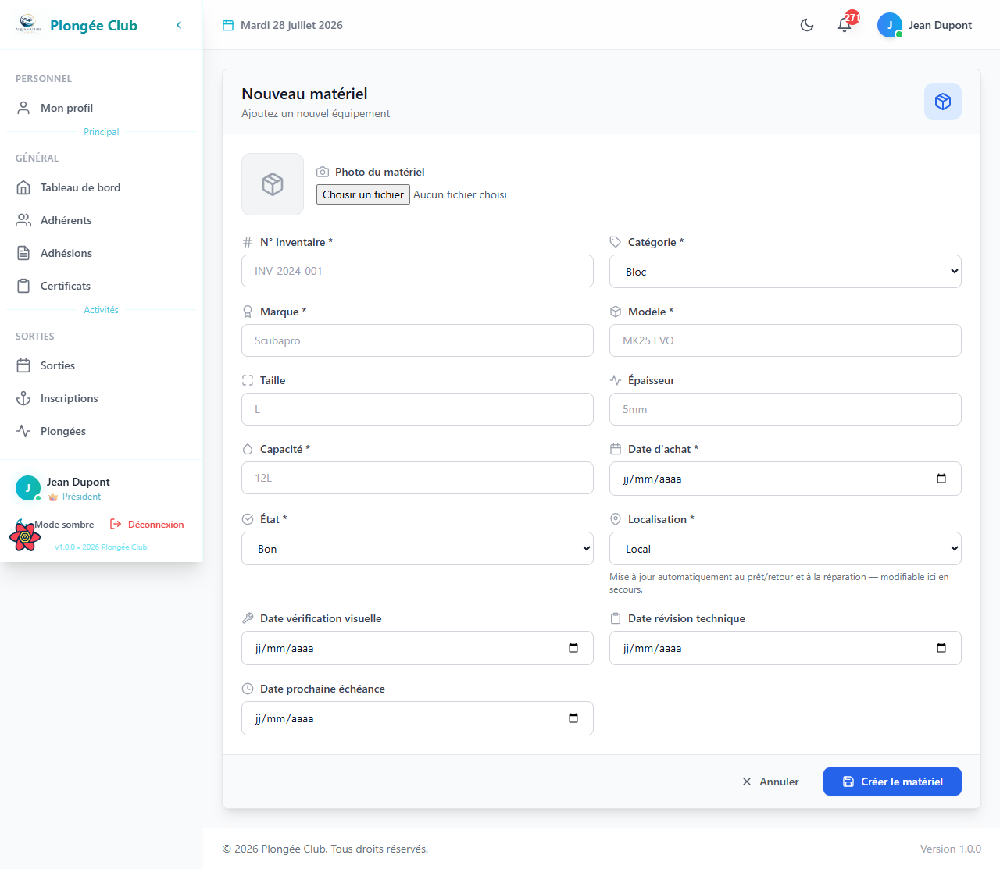 Plongée Club
Mardi 28 juillet 2026
271
J
Jean Dupont
PERSONNEL
Mon profil
Principal
GÉNÉRAL
Tableau de bord
Adhérents
Adhésions
Certificats
Activités
SORTIES
Sorties
Inscriptions
Plongées
J
Jean Dupont
Président
Mode sombre
Déconnexion
v1.0.0 • 2026 Plongée Club
Nouveau matériel
Ajoutez un nouvel équipement
Photo du matériel
Choisir un fichier Aucun fichier choisi
N° Inventaire *
INV-2024-001
Catégorie *
Bloc
Marque *
Scubapro
Modèle *
MK25 EVO
Taille
L
Épaisseur
5mm
Capacité *
12L
Date d'achat *
jj/mm/aaaa
État *
Bon
Localisation *
Local
Mise à jour automatiquement au prêt/retour et à la réparation — modifiable ici en
secours.
Date vérification visuelle
jj/mm/aaaa
Date révision technique
jj/mm/aaaa
Date prochaine échéance
jj/mm/aaaa
Annuler
Créer le matériel
© 2026 Plongée Club. Tous droits réservés.
Version 1.0.0